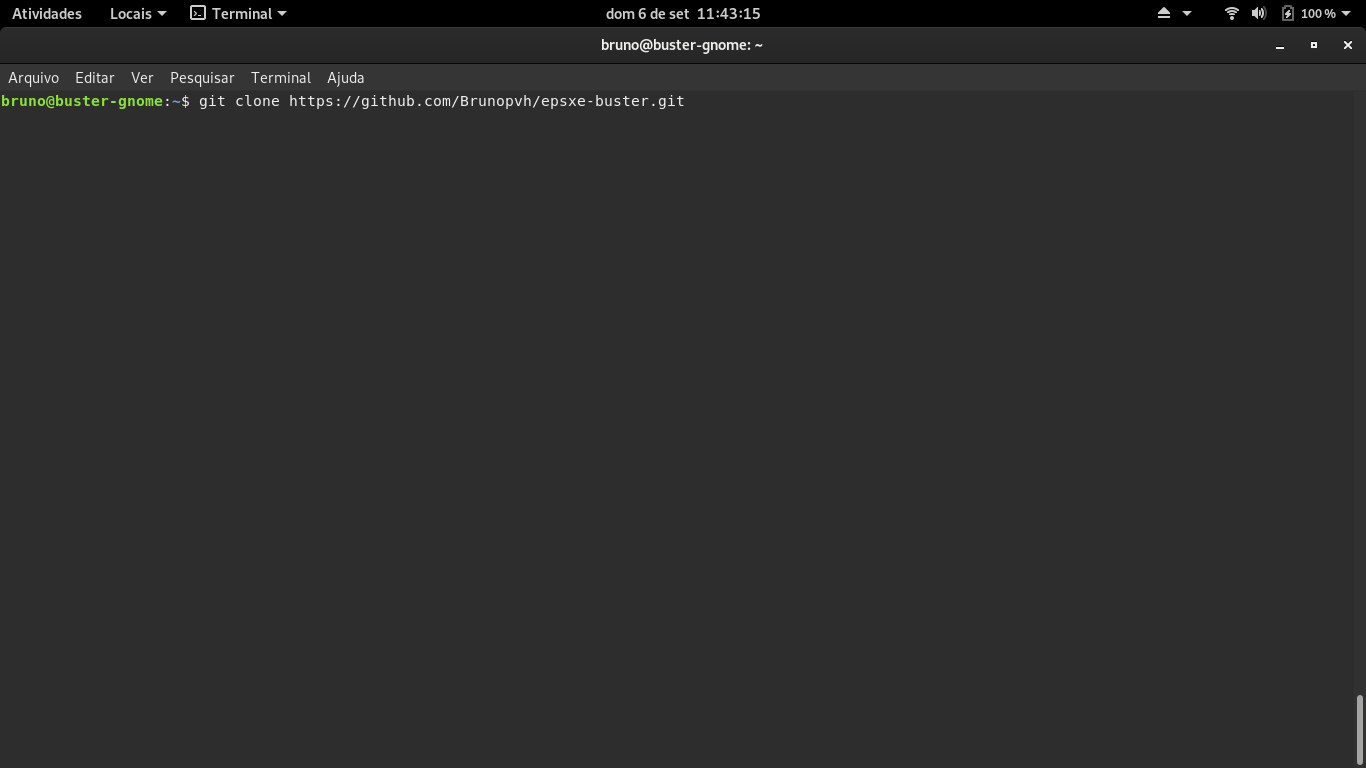 Atividades Locais Terminal dom 6 de set 11:43:15 100 %
bruno@buster-gnome: ~
Arquivo Editar Ver Pesquisar Terminal Ajuda
bruno@buster-gnome:~$ git clone https://github.com/Brunopvh/epsxe-buster.git